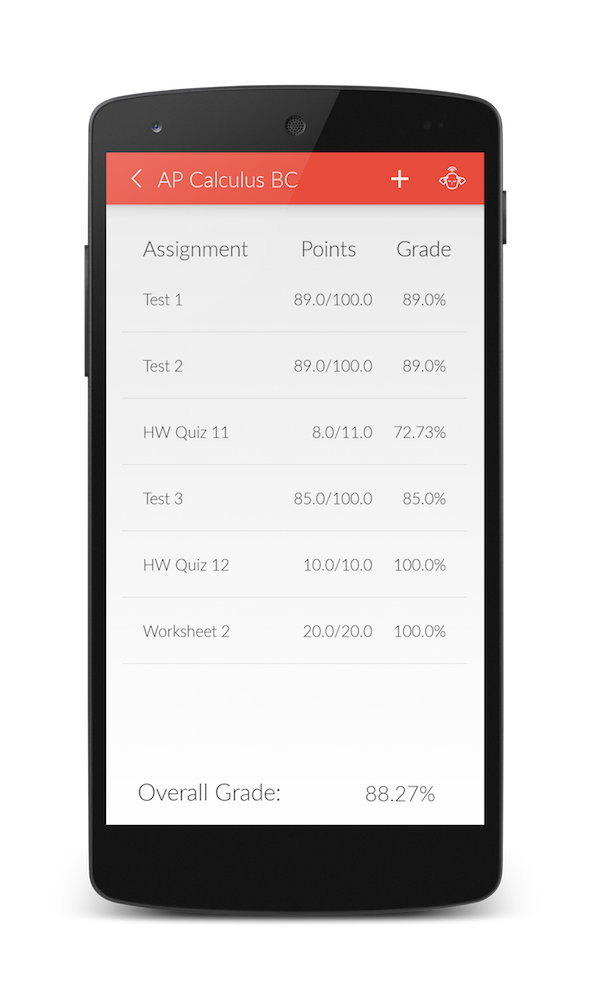 AP Calculus BC +
Assignment Points Grade
Test 1 89.0/100.0 89.0%
Test 2 89.0/100.0 89.0%
HW Quiz 11 8.0/11.0 72.73%
Test 3 85.0/100.0 85.0%
HW Quiz 12 10.0/10.0 100.0%
Worksheet 2 20.0/20.0 100.0%
Overall Grade: 88.27%